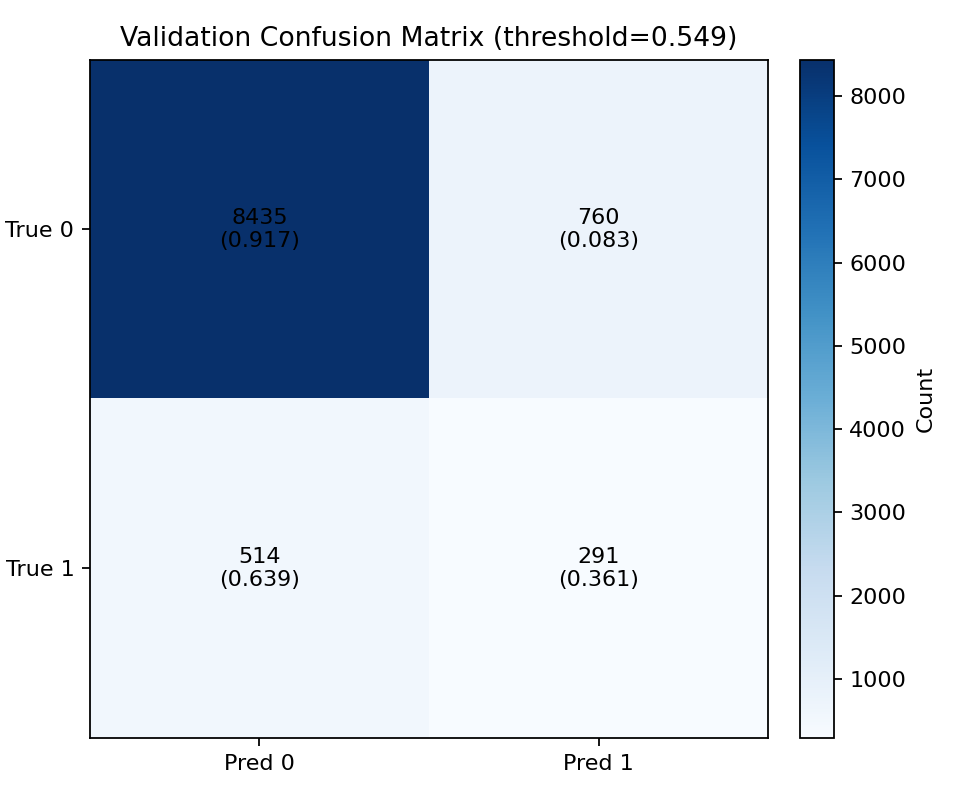 Validation Confusion Matrix (threshold=0.549)
True 0
8435
(0.917)
760
(0.083)
True 1
514
(0.639)
291
(0.361)
Pred 0
Pred 1
8000
7000
6000
5000
4000
3000
2000
1000
Count